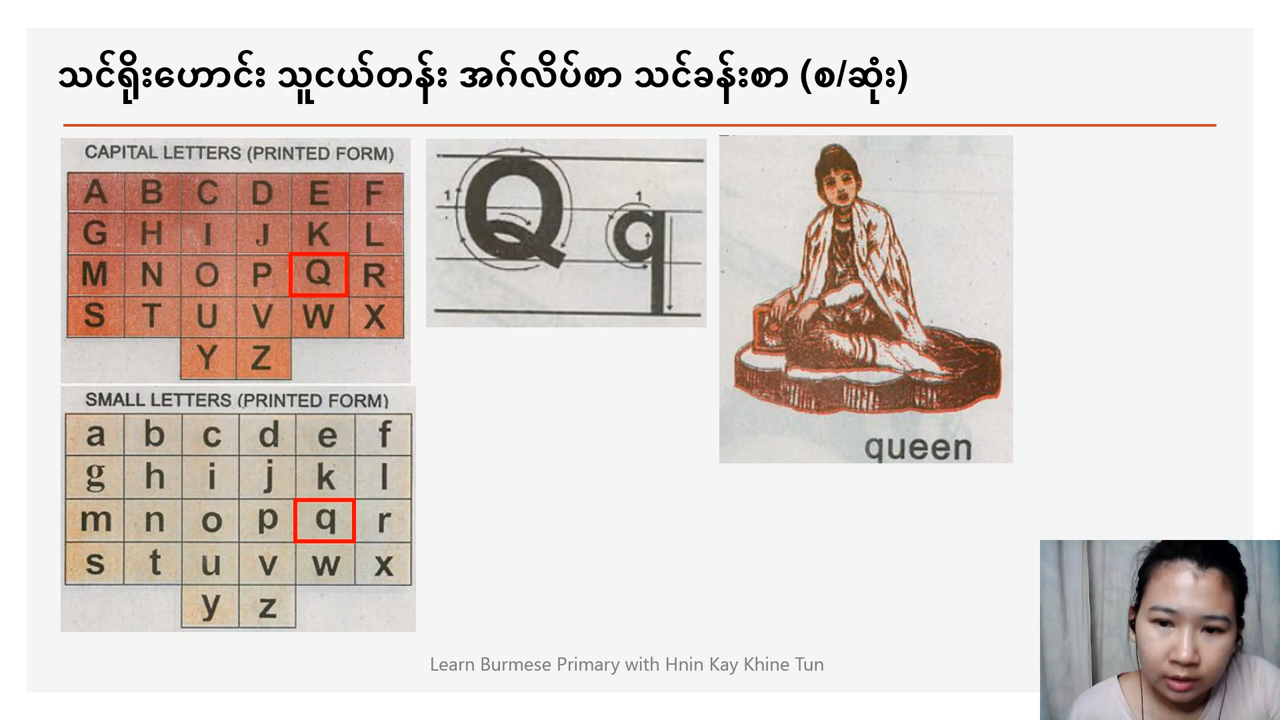 သင်ရိုးဟောင်း သူငယ်တန်း အင်္ဂလိပ်စာ သင်ခန်းစာ (စ/ဆုံး)
CAPITAL LETTERS (PRINTED FORM)
A B C D E F
G H I J K L
M N O P Q R
S T U V W X
Y Z
SMALL LETTERS (PRINTED FORM)
a b c d e f
g h i j k l
m n o p q r
s t u v w x
y z
1 Q 1 q
queen
Learn Burmese Primary with Hnin Kay Khine Tun